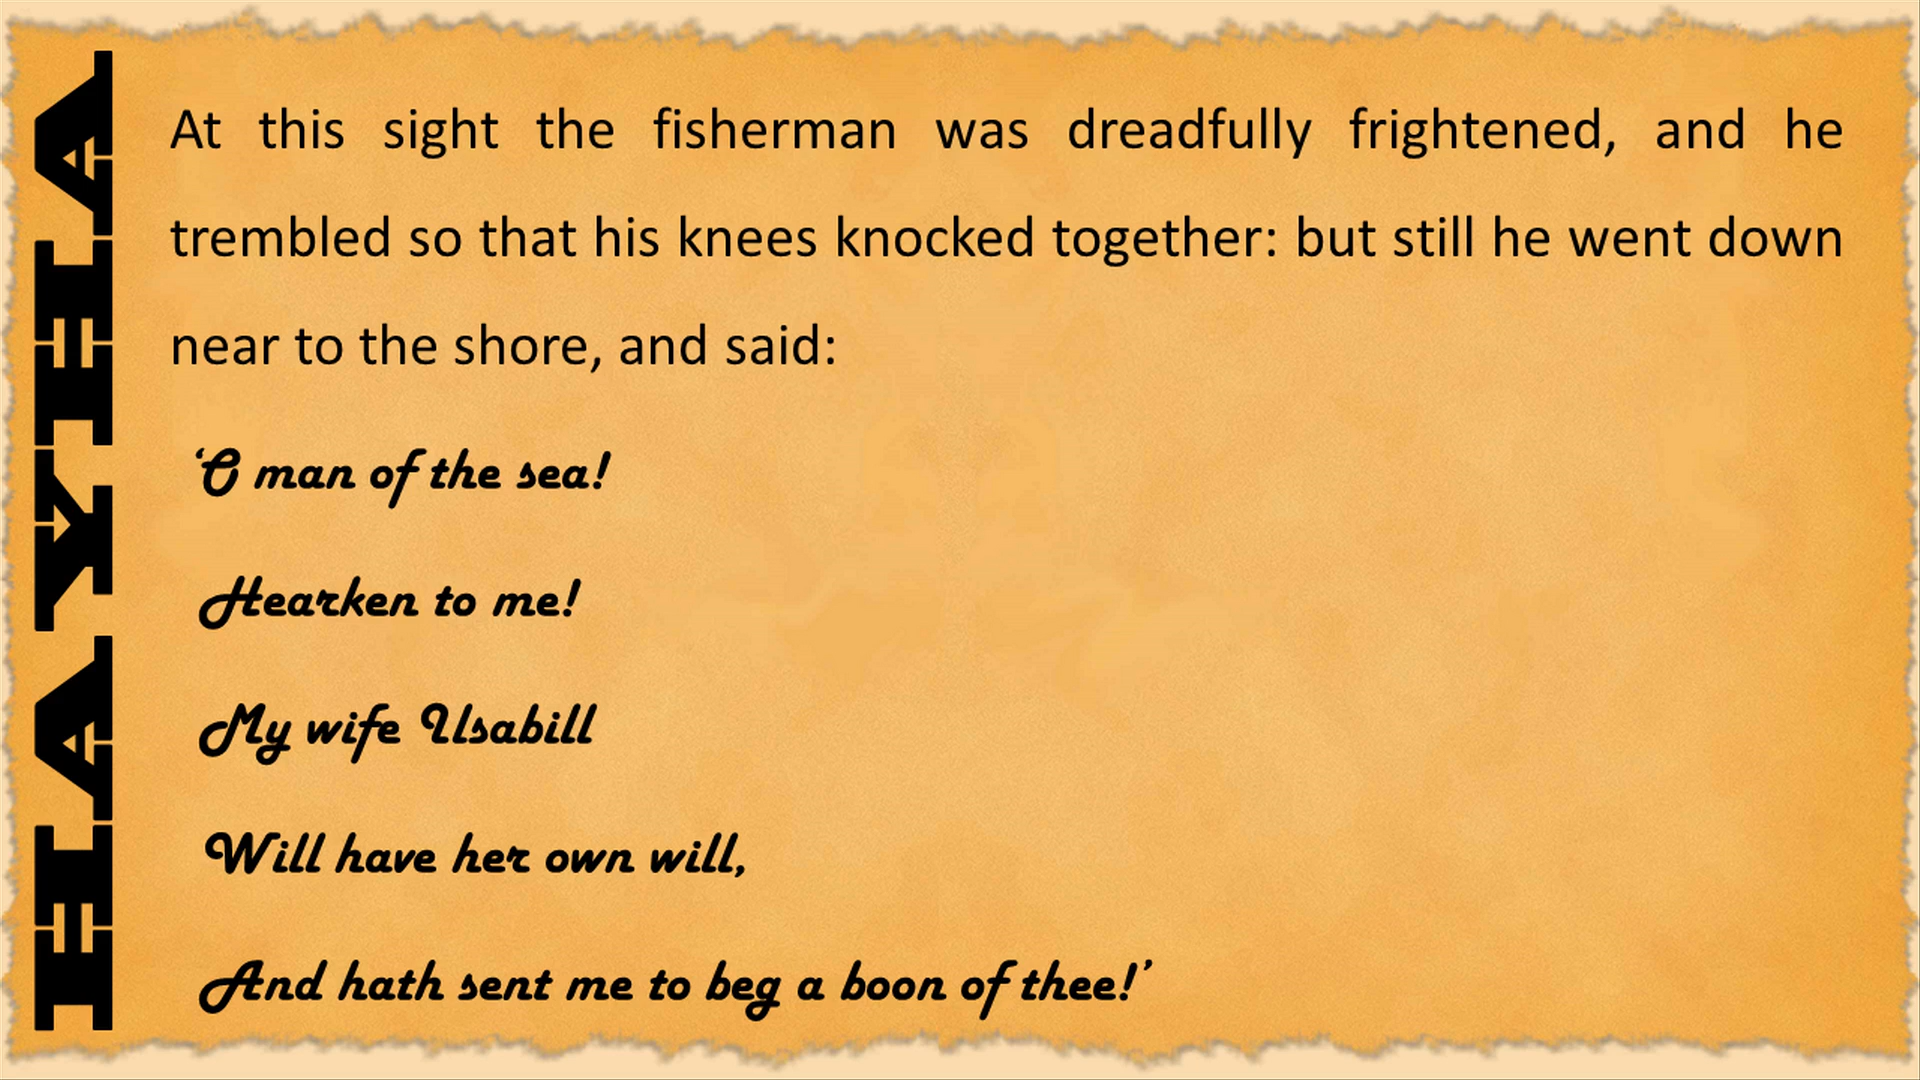 HAYHA
At this sight the fisherman was dreadfully frightened, and he
trembled so that his knees knocked together: but still he went down
near to the shore, and said:
‘O man of the sea!
Hearken to me!
My wife Ilsabill
Will have her own will,
And hath sent me to beg a boon of thee!’